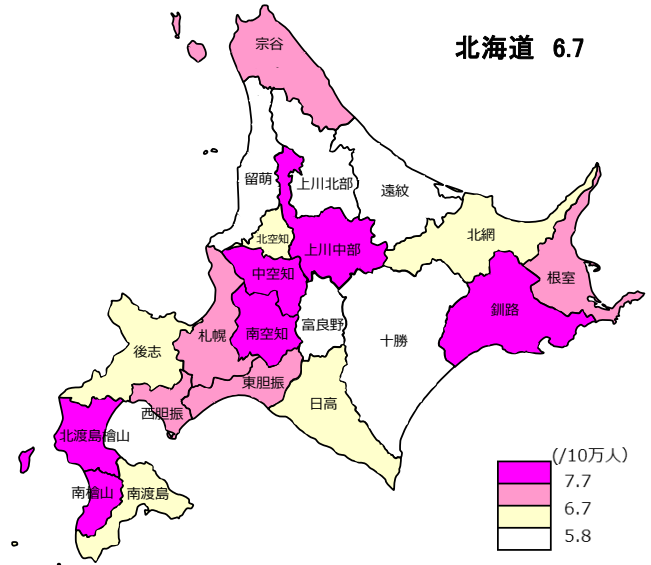 北海道 6.7
宗谷
留萌
上川北部
遠紋
北空知
上川中部
北網
中空知
根室
釧路
札幌
南空知
富良野
十勝
後志
東胆振
西胆振
日高
北渡島檜山
南檜山
南渡島
(/10万人)
7.7
6.7
5.8